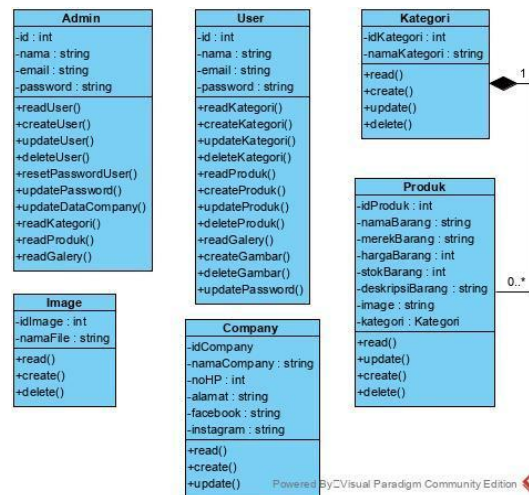 Admin
-id : int
-nama : string
-email : string
-password : string
+readUser()
+createUser()
+updateUser()
+deleteUser()
+resetPasswordUser()
+updatePassword()
+updateDataCompany()
+readKategori()
+readProduk()
+readGalery()
User
-id : int
-nama : string
-email : string
-password : string
+readKategori()
+createKategori()
+updateKategori()
+deleteKategori()
+readProduk()
+createProduk()
+updateProduk()
+deleteProduk()
+readGalery()
+createGambar()
+deleteGambar()
+updatePassword()
Kategori
-idKategori : int
-namaKategori : string
+read()
+create()
+update()
+delete()
1
Produk
-idProduk : int
-namaBarang : string
-merekBarang : string
-hargaBarang : int
-stokBarang : int
-deskripsiBarang : string
-image : string
-kategori : Kategori
+read()
+update()
+create()
+delete()
0..*
Image
-idImage : int
-namaFile : string
+read()
+create()
+delete()
Company
-idCompany
-namaCompany : string
-noHP : int
-alamat : string
-facebook : string
-instagram : string
+read()
+create()
+update()
Powered By Visual Paradigm Community Edition